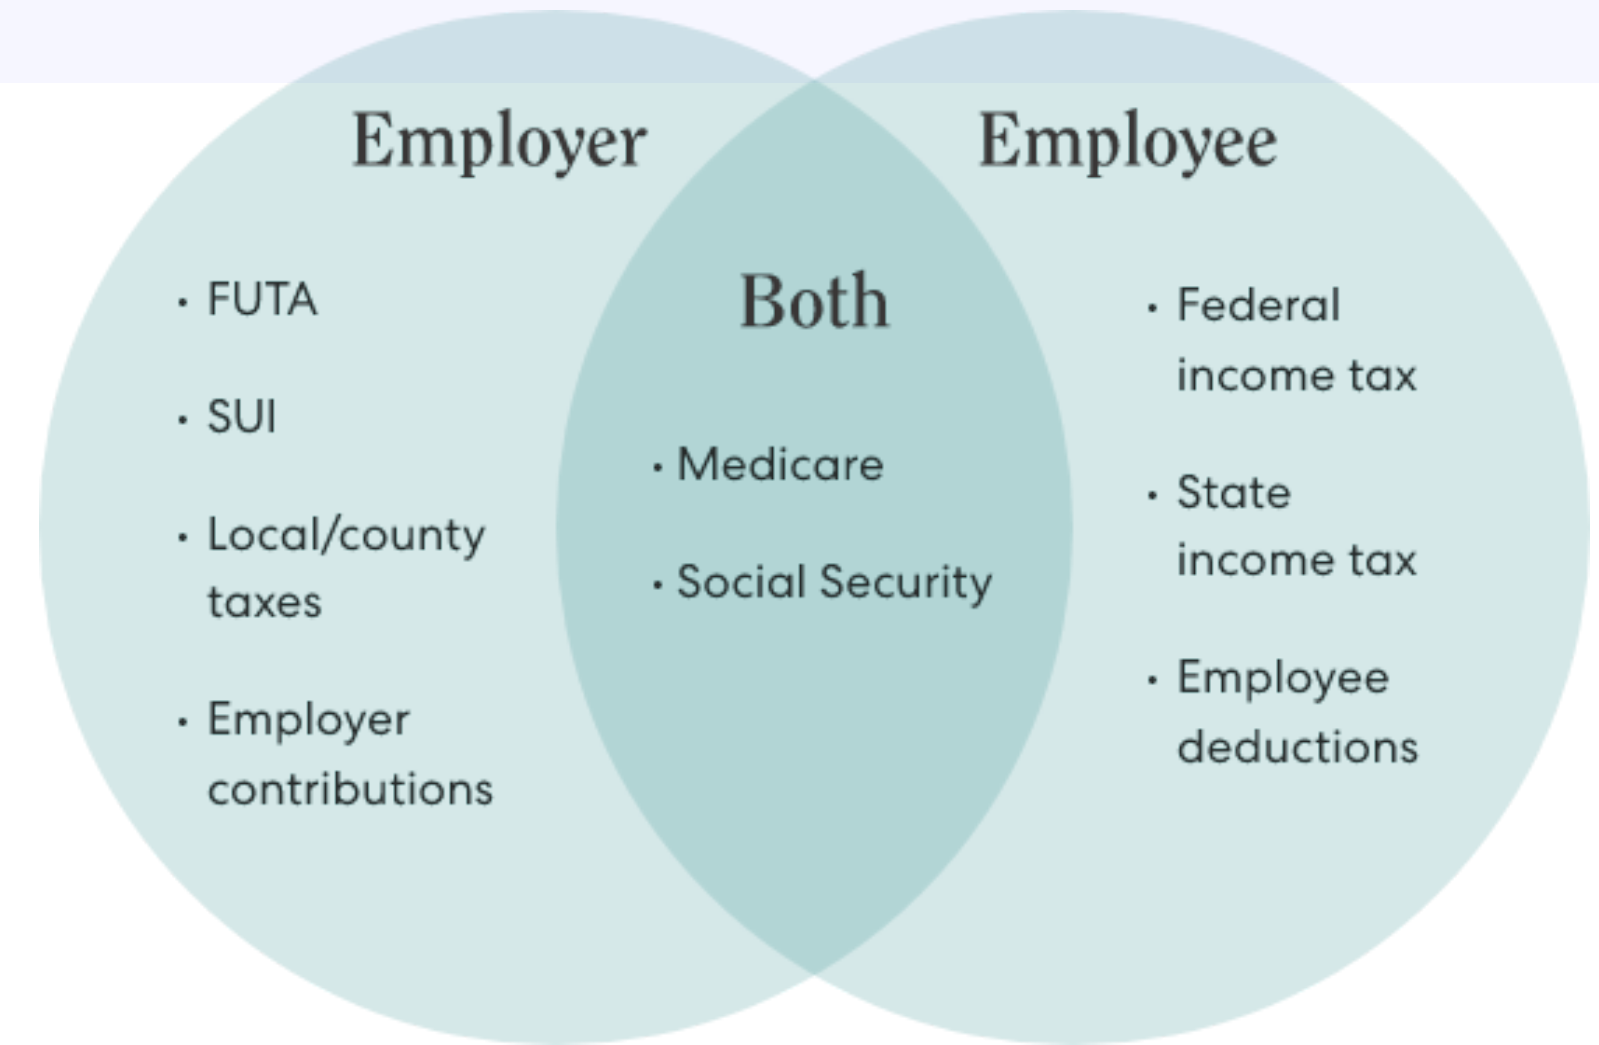 Employer
· FUTA
· SUI
· Local/county
taxes
· Employer
contributions
Both
· Medicare
· Social Security
Employee
· Federal
income tax
· State
income tax
· Employee
deductions